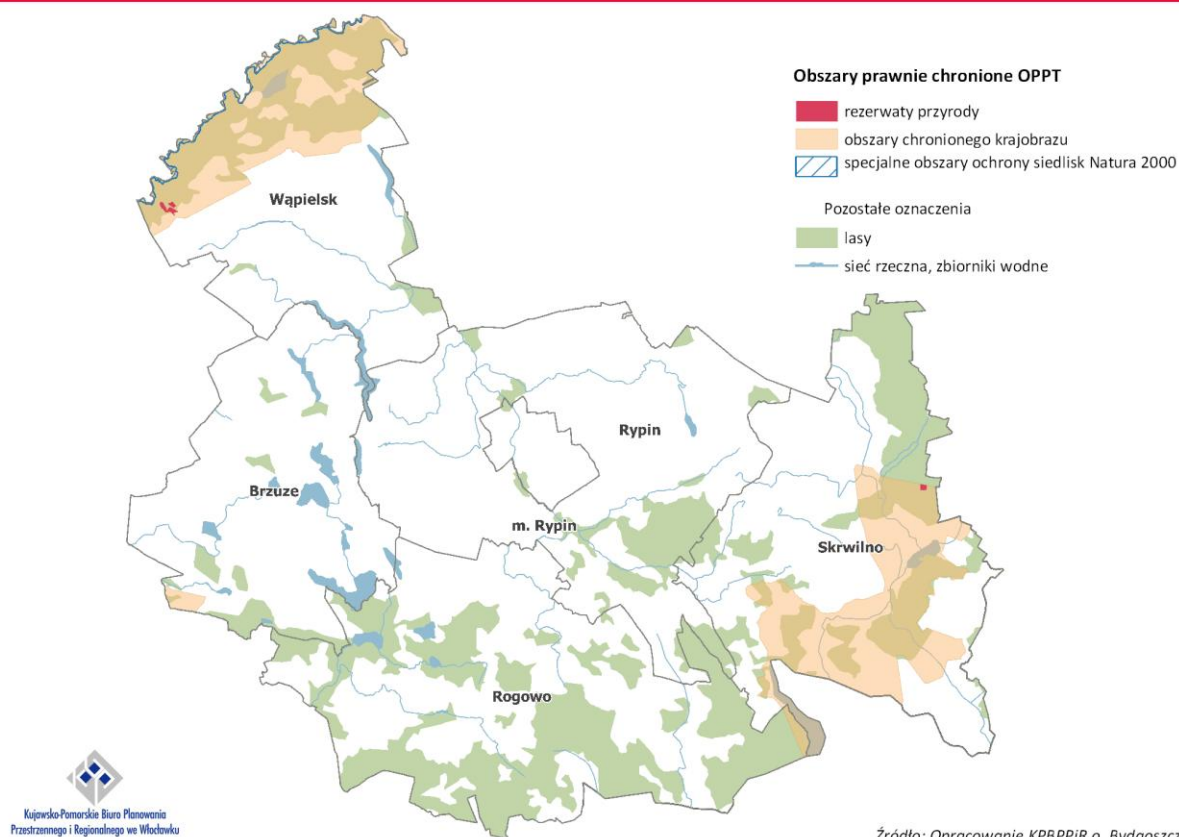 Obszary prawnie chronione OPPT
rezerwaty przyrody
obszary chronionego krajobrazu
specjalne obszary ochrony siedlisk Natura 2000
Pozostałe oznaczenia
lasy
sieć rzeczna, zbiorniki wodne
Wąpielsk
Rypin
Brzuze
m. Rypin
Skrwilno
Rogowo
Kujawsko-Pomorskie Biuro Planowania
Przestrzennego i Regionalnego we Włocławku
Źródło: Opracowanie KPBPPiR o. Bydgoszcz